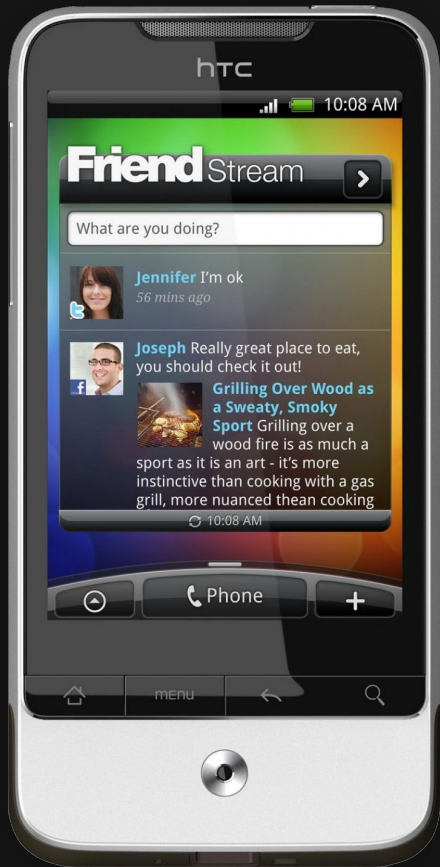 hTC
10:08 AM
Friend Stream
What are you doing?
Jennifer I'm ok
56 mins ago
Joseph Really great place to eat,
you should check it out!
Grilling Over Wood as
a Sweaty, Smoky
Sport Grilling over a
wood fire is as much a
sport as it is an art - it's more
instinctive than cooking with a gas
grill, more nuanced thean cooking
10:08 AM
Phone
menu